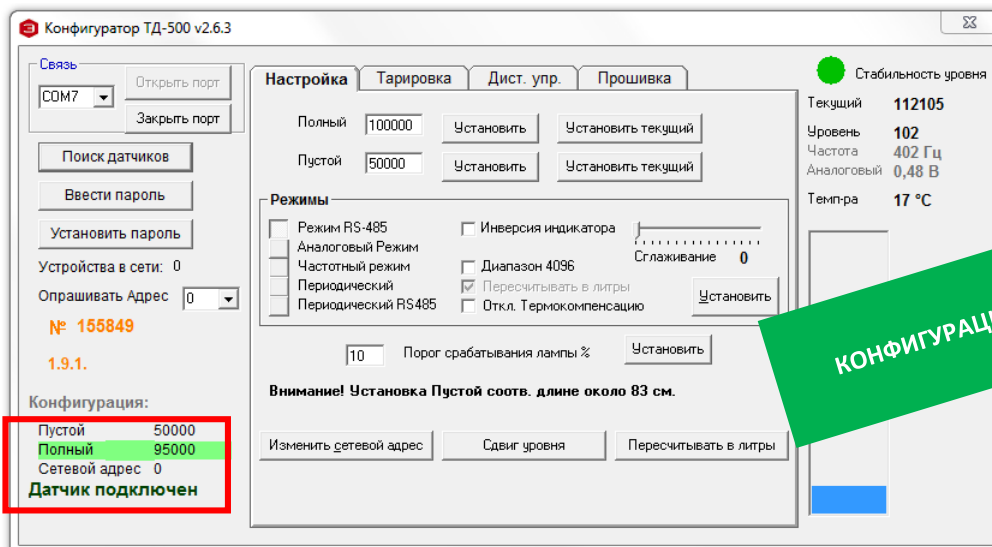 Конфигуратор ТД-500 v2.6.3
Связь
COM7
Открыть порт
Закрыть порт
Поиск датчиков
Ввести пароль
Установить пароль
Устройства в сети: 0
Опрашивать Адрес 0
№ 155849
1.9.1.
Конфигурация:
Пустой 50000
Полный 95000
Сетевой адрес 0
Датчик подключен
Настройка Тарировка Дист. упр. Прошивка
Полный 100000 Установить Установить текущий
Пустой 50000 Установить Установить текущий
Режимы
Режим RS-485
Аналоговый Режим
Частотный режим
Периодический
Периодический RS485
Инверсия индикатора
Диапазон 4096
Пересчитывать в литры
Откл. Термокомпенсацию
Сглаживание 0
Установить
10 Порог срабатывания лампы % Установить
Внимание! Установка Пустой соотв. длине около 83 см.
Изменить сетевой адрес Сдвиг уровня Пересчитывать в литры
Стабильность уровня
Текущий 112105
Уровень 102
Частота 402 Гц
Аналоговый 0,48 В
Темп-ра 17 °C